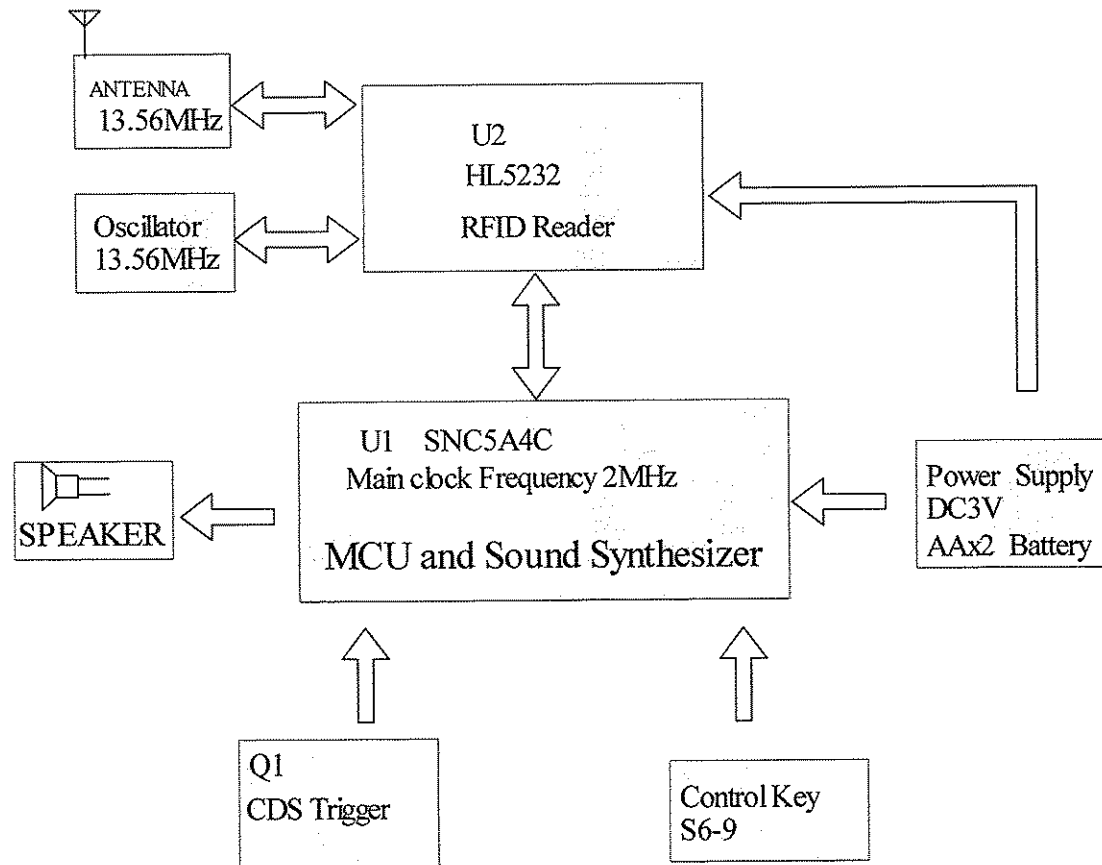 ANTENNA
13.56MHz
U2
HL5232
RFID Reader
Oscillator
13.56MHz
U1 SNC5A4C
Main clock Frequency 2MHz
MCU and Sound Synthesizer
SPEAKER
Power Supply
DC3V
AAx2 Battery
Q1
CDS Trigger
Control Key
S6-9